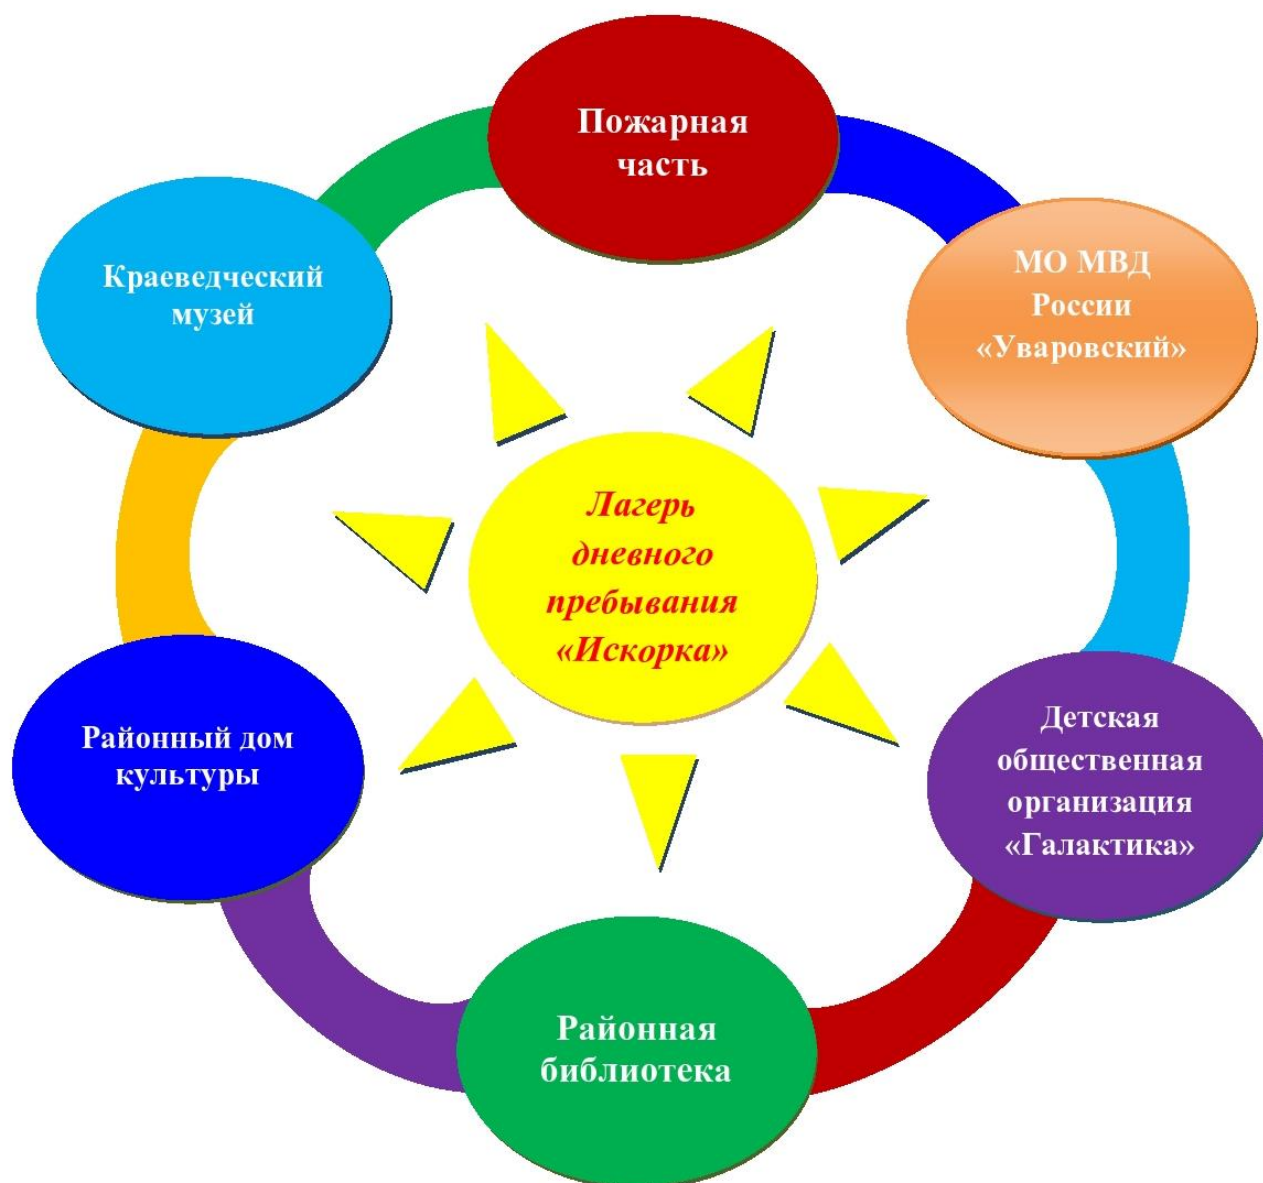 Пожарная
часть
МО МВД
России
«Уваровский»
Краеведческий
музей
Лагерь
дневного
пребывания
«Искорка»
Районный дом
культуры
Детская
общественная
организация
«Галактика»
Районная
библиотека